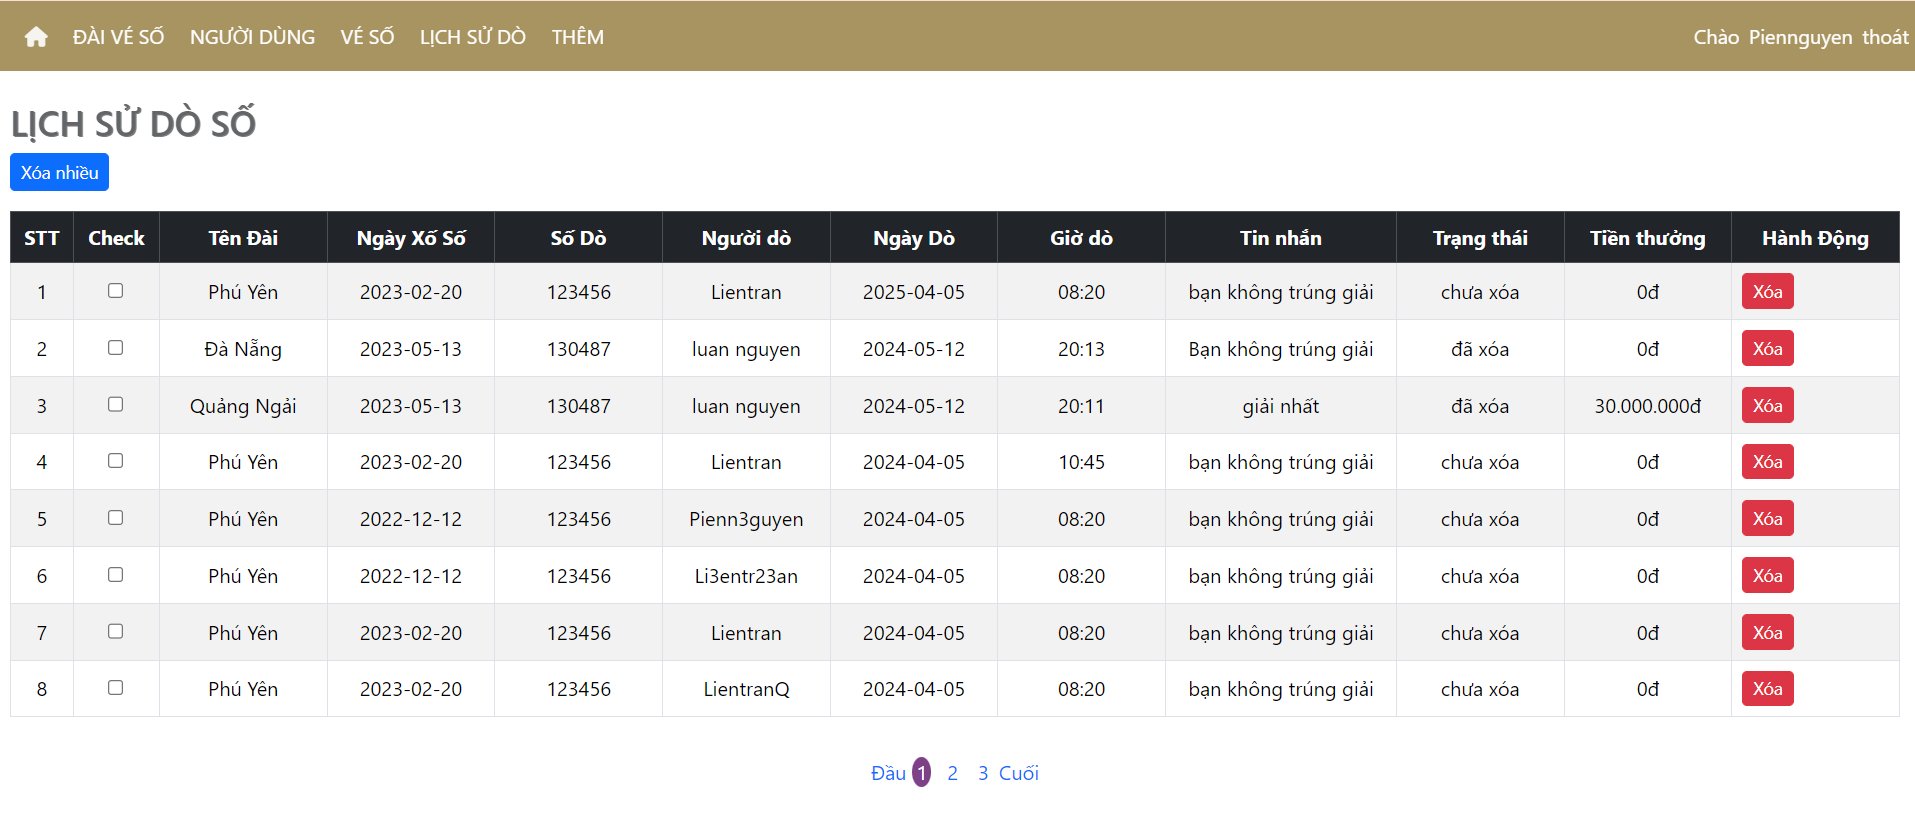 ĐÀI VÉ SỐ NGƯỜI DÙNG VÉ SỐ LỊCH SỬ DÒ THÊM Chào Piennguyen thoát
LỊCH SỬ DÒ SỐ
Xóa nhiều
STT Check Tên Đài Ngày Xố Số Số Dò Người dò Ngày Dò Giờ dò Tin nhắn Trạng thái Tiền thưởng Hành Động
1 Phú Yên 2023-02-20 123456 Lientran 2025-04-05 08:20 bạn không trúng giải chưa xóa 0đ Xóa
2 Đà Nẵng 2023-05-13 130487 luan nguyen 2024-05-12 20:13 Bạn không trúng giải đã xóa 0đ Xóa
3 Quảng Ngải 2023-05-13 130487 luan nguyen 2024-05-12 20:11 giải nhất đã xóa 30.000.000đ Xóa
4 Phú Yên 2023-02-20 123456 Lientran 2024-04-05 10:45 bạn không trúng giải chưa xóa 0đ Xóa
5 Phú Yên 2022-12-12 123456 Pienn3guyen 2024-04-05 08:20 bạn không trúng giải chưa xóa 0đ Xóa
6 Phú Yên 2022-12-12 123456 Li3entr23an 2024-04-05 08:20 bạn không trúng giải chưa xóa 0đ Xóa
7 Phú Yên 2023-02-20 123456 Lientran 2024-04-05 08:20 bạn không trúng giải chưa xóa 0đ Xóa
8 Phú Yên 2023-02-20 123456 LientranQ 2024-04-05 08:20 bạn không trúng giải chưa xóa 0đ Xóa
Đầu 1 2 3 Cuối